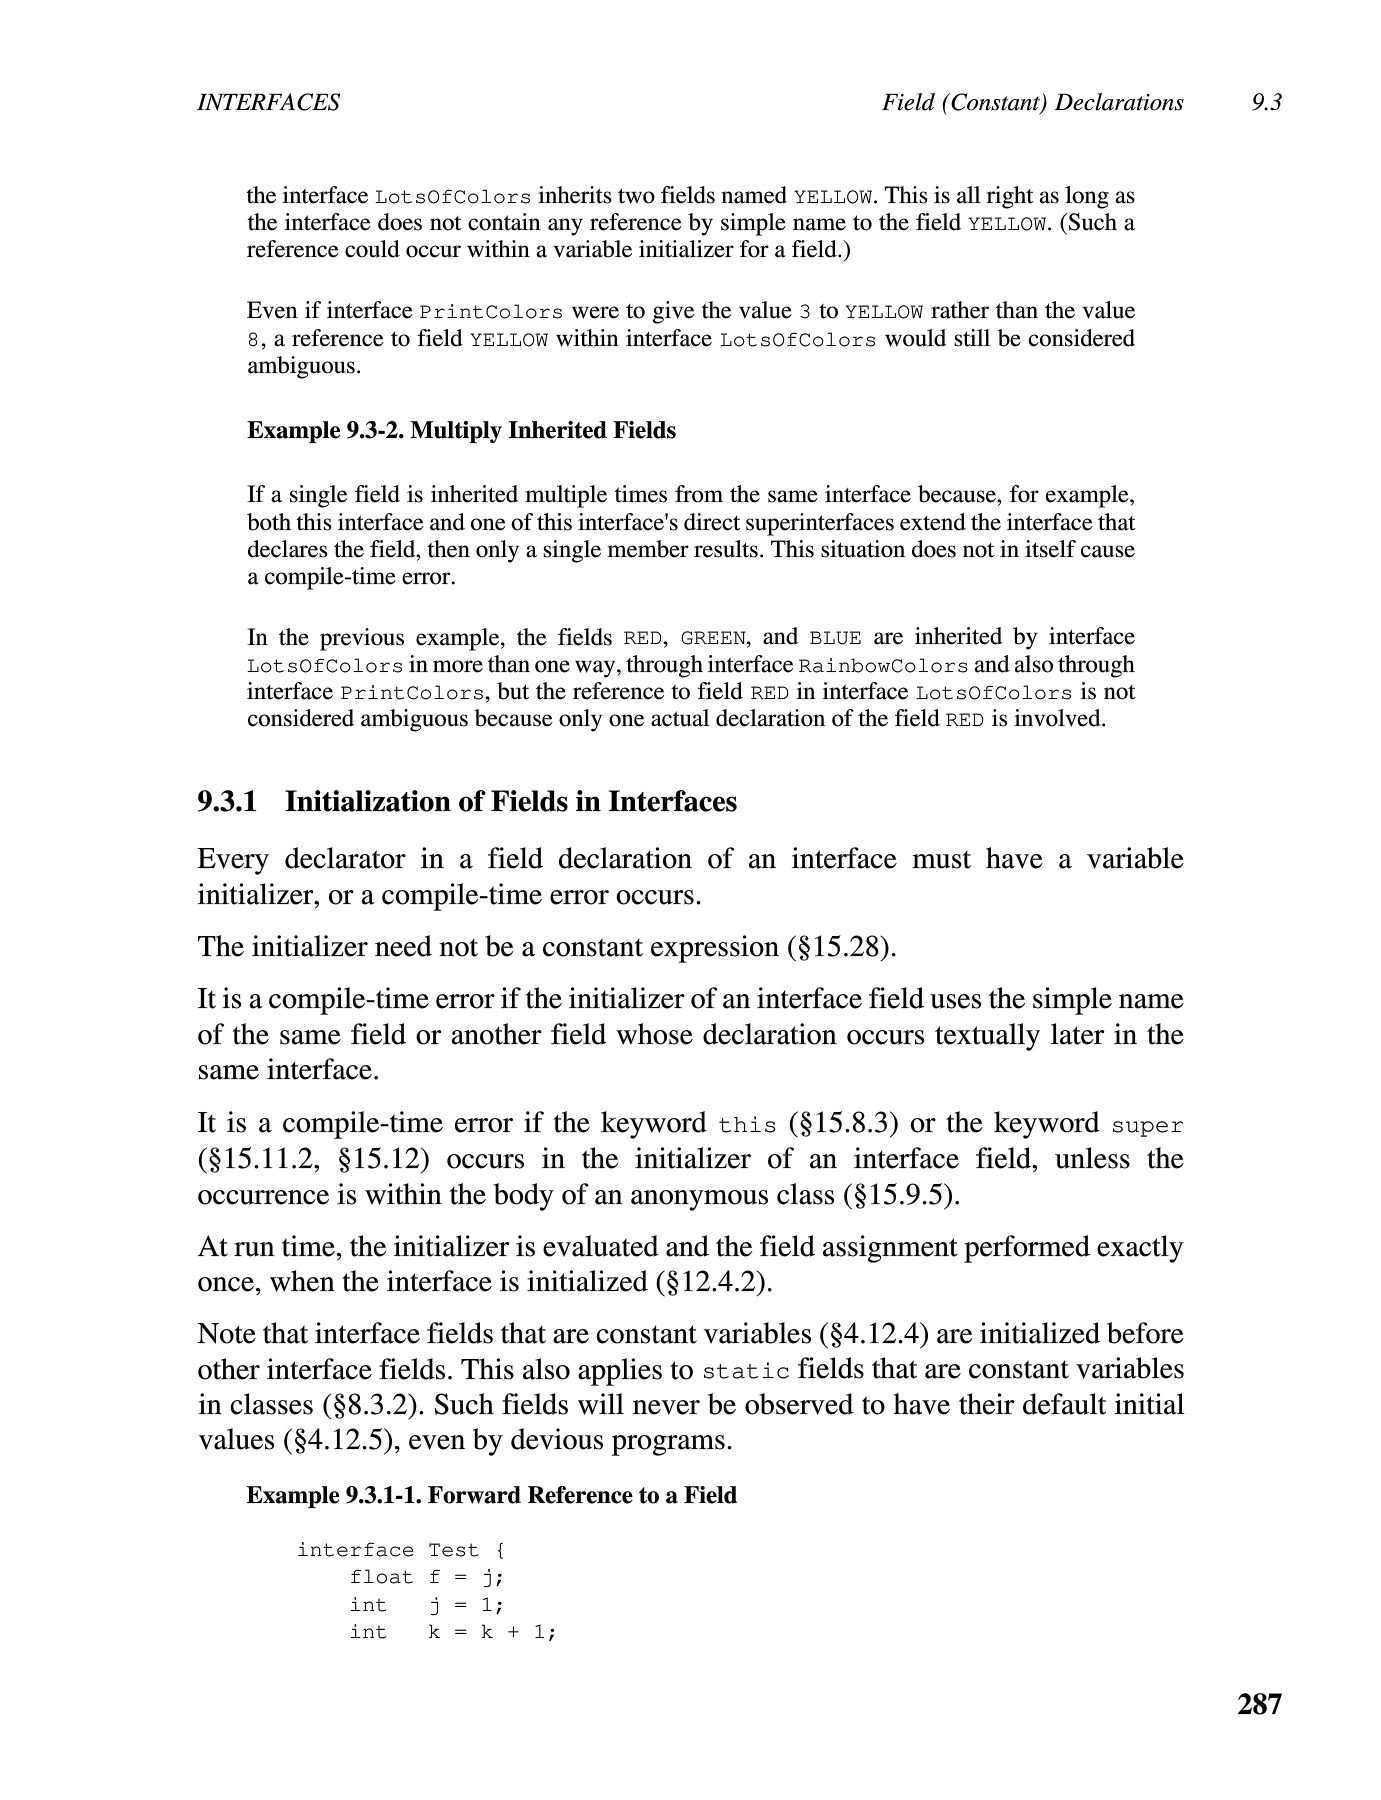 INTERFACES Field (Constant) Declarations 9.3
the interface LotsOfColors inherits two fields named YELLOW. This is all right as long as
the interface does not contain any reference by simple name to the field YELLOW. (Such a
reference could occur within a variable initializer for a field.)
Even if interface PrintColors were to give the value 3 to YELLOW rather than the value
8, a reference to field YELLOW within interface LotsOfColors would still be considered
ambiguous.
Example 9.3-2. Multiply Inherited Fields
If a single field is inherited multiple times from the same interface because, for example,
both this interface and one of this interface's direct superinterfaces extend the interface that
declares the field, then only a single member results. This situation does not in itself cause
a compile-time error.
In the previous example, the fields RED, GREEN, and BLUE are inherited by interface
LotsOfColors in more than one way, through interface RainbowColors and also through
interface PrintColors, but the reference to field RED in interface LotsOfColors is not
considered ambiguous because only one actual declaration of the field RED is involved.
9.3.1 Initialization of Fields in Interfaces
Every declarator in a field declaration of an interface must have a variable
initializer, or a compile-time error occurs.
The initializer need not be a constant expression (§15.28).
It is a compile-time error if the initializer of an interface field uses the simple name
of the same field or another field whose declaration occurs textually later in the
same interface.
It is a compile-time error if the keyword this (§15.8.3) or the keyword super
(§15.11.2, §15.12) occurs in the initializer of an interface field, unless the
occurrence is within the body of an anonymous class (§15.9.5).
At run time, the initializer is evaluated and the field assignment performed exactly
once, when the interface is initialized (§12.4.2).
Note that interface fields that are constant variables (§4.12.4) are initialized before
other interface fields. This also applies to static fields that are constant variables
in classes (§8.3.2). Such fields will never be observed to have their default initial
values (§4.12.5), even by devious programs.
Example 9.3.1-1. Forward Reference to a Field
interface Test {
    float f = j;
    int   j = 1;
    int   k = k + 1;
287